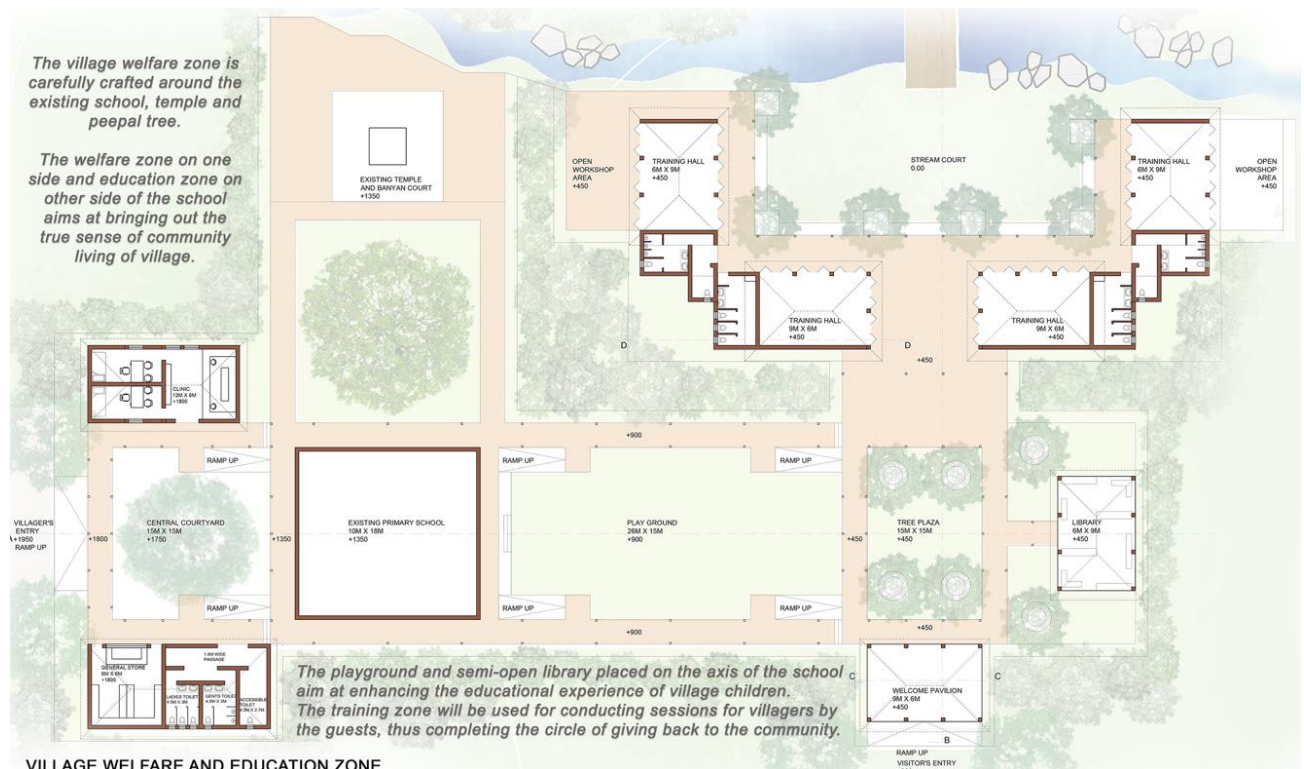 The village welfare zone is
carefully crafted around the
existing school, temple and
peepal tree.
The welfare zone on one
side and education zone on
other side of the school
aims at bringing out the
true sense of community
living of village.
EXISTING TEMPLE
AND BANYAN COURT
+1350
OPEN
WORKSHOP
AREA
+450
TRAINING HALL
6M X 9M
+450
STREAM COURT
0.00
TRAINING HALL
6M X 9M
+450
OPEN
WORKSHOP
AREA
+450
TRAINING HALL
9M X 6M
+450
TRAINING HALL
9M X 6M
+450
D
D
+450
CLINIC
12M X 6M
+1800
+900
RAMP UP
RAMP UP
RAMP UP
VILLAGER'S
ENTRY
+1950
RAMP UP
+1800
CENTRAL COURTYARD
15M X 15M
+1750
+1350
EXISTING PRIMARY SCHOOL
10M X 18M
+1350
PLAY GROUND
26M X 15M
+900
+450
TREE PLAZA
15M X 15M
+450
LIBRARY
6M X 9M
+450
RAMP UP
RAMP UP
RAMP UP
+900
+450
1.5M WIDE
PASSAGE
GENERAL STORE
+1800
LADIES TOILET
4.5M X 3M
GENTS TOILET
4.5M X 3M
ACCESSIBLE
TOILET
The playground and semi-open library placed on the axis of the school
aim at enhancing the educational experience of village children.
The training zone will be used for conducting sessions for villagers by
the guests, thus completing the circle of giving back to the community.
C
C
WELCOME PAVILION
9M X 6M
+450
B
RAMP UP
VISITOR'S ENTRY
VILLAGE WELFARE AND EDUCATION ZONE